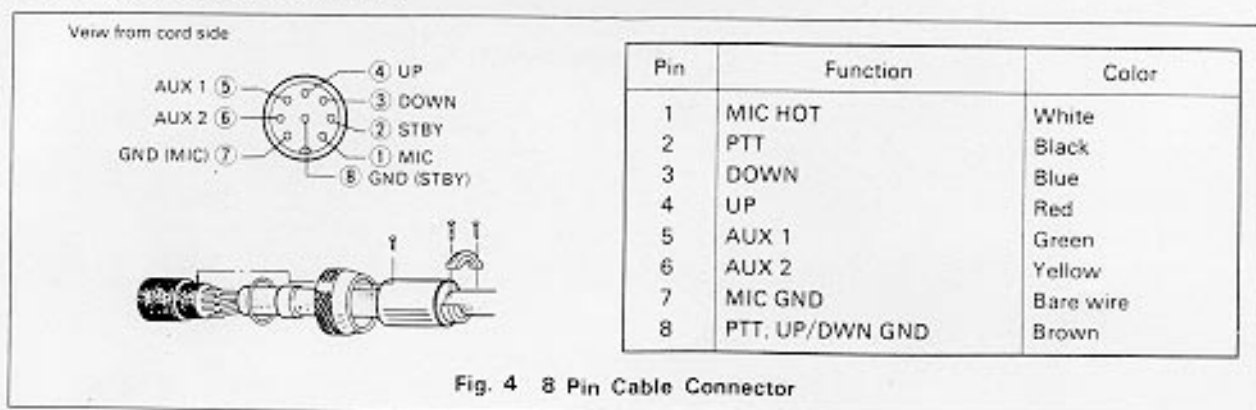 Veiw from cord side
④ UP
AUX 1 ⑤
③ DOWN
AUX 2 ⑥
② STBY
GND (MIC) ⑦
① MIC
⑧ GND (STBY)
Pin Function Color
1 MIC HOT White
2 PTT Black
3 DOWN Blue
4 UP Red
5 AUX 1 Green
6 AUX 2 Yellow
7 MIC GND Bare wire
8 PTT, UP/DWN GND Brown
Fig. 4 8 Pin Cable Connector